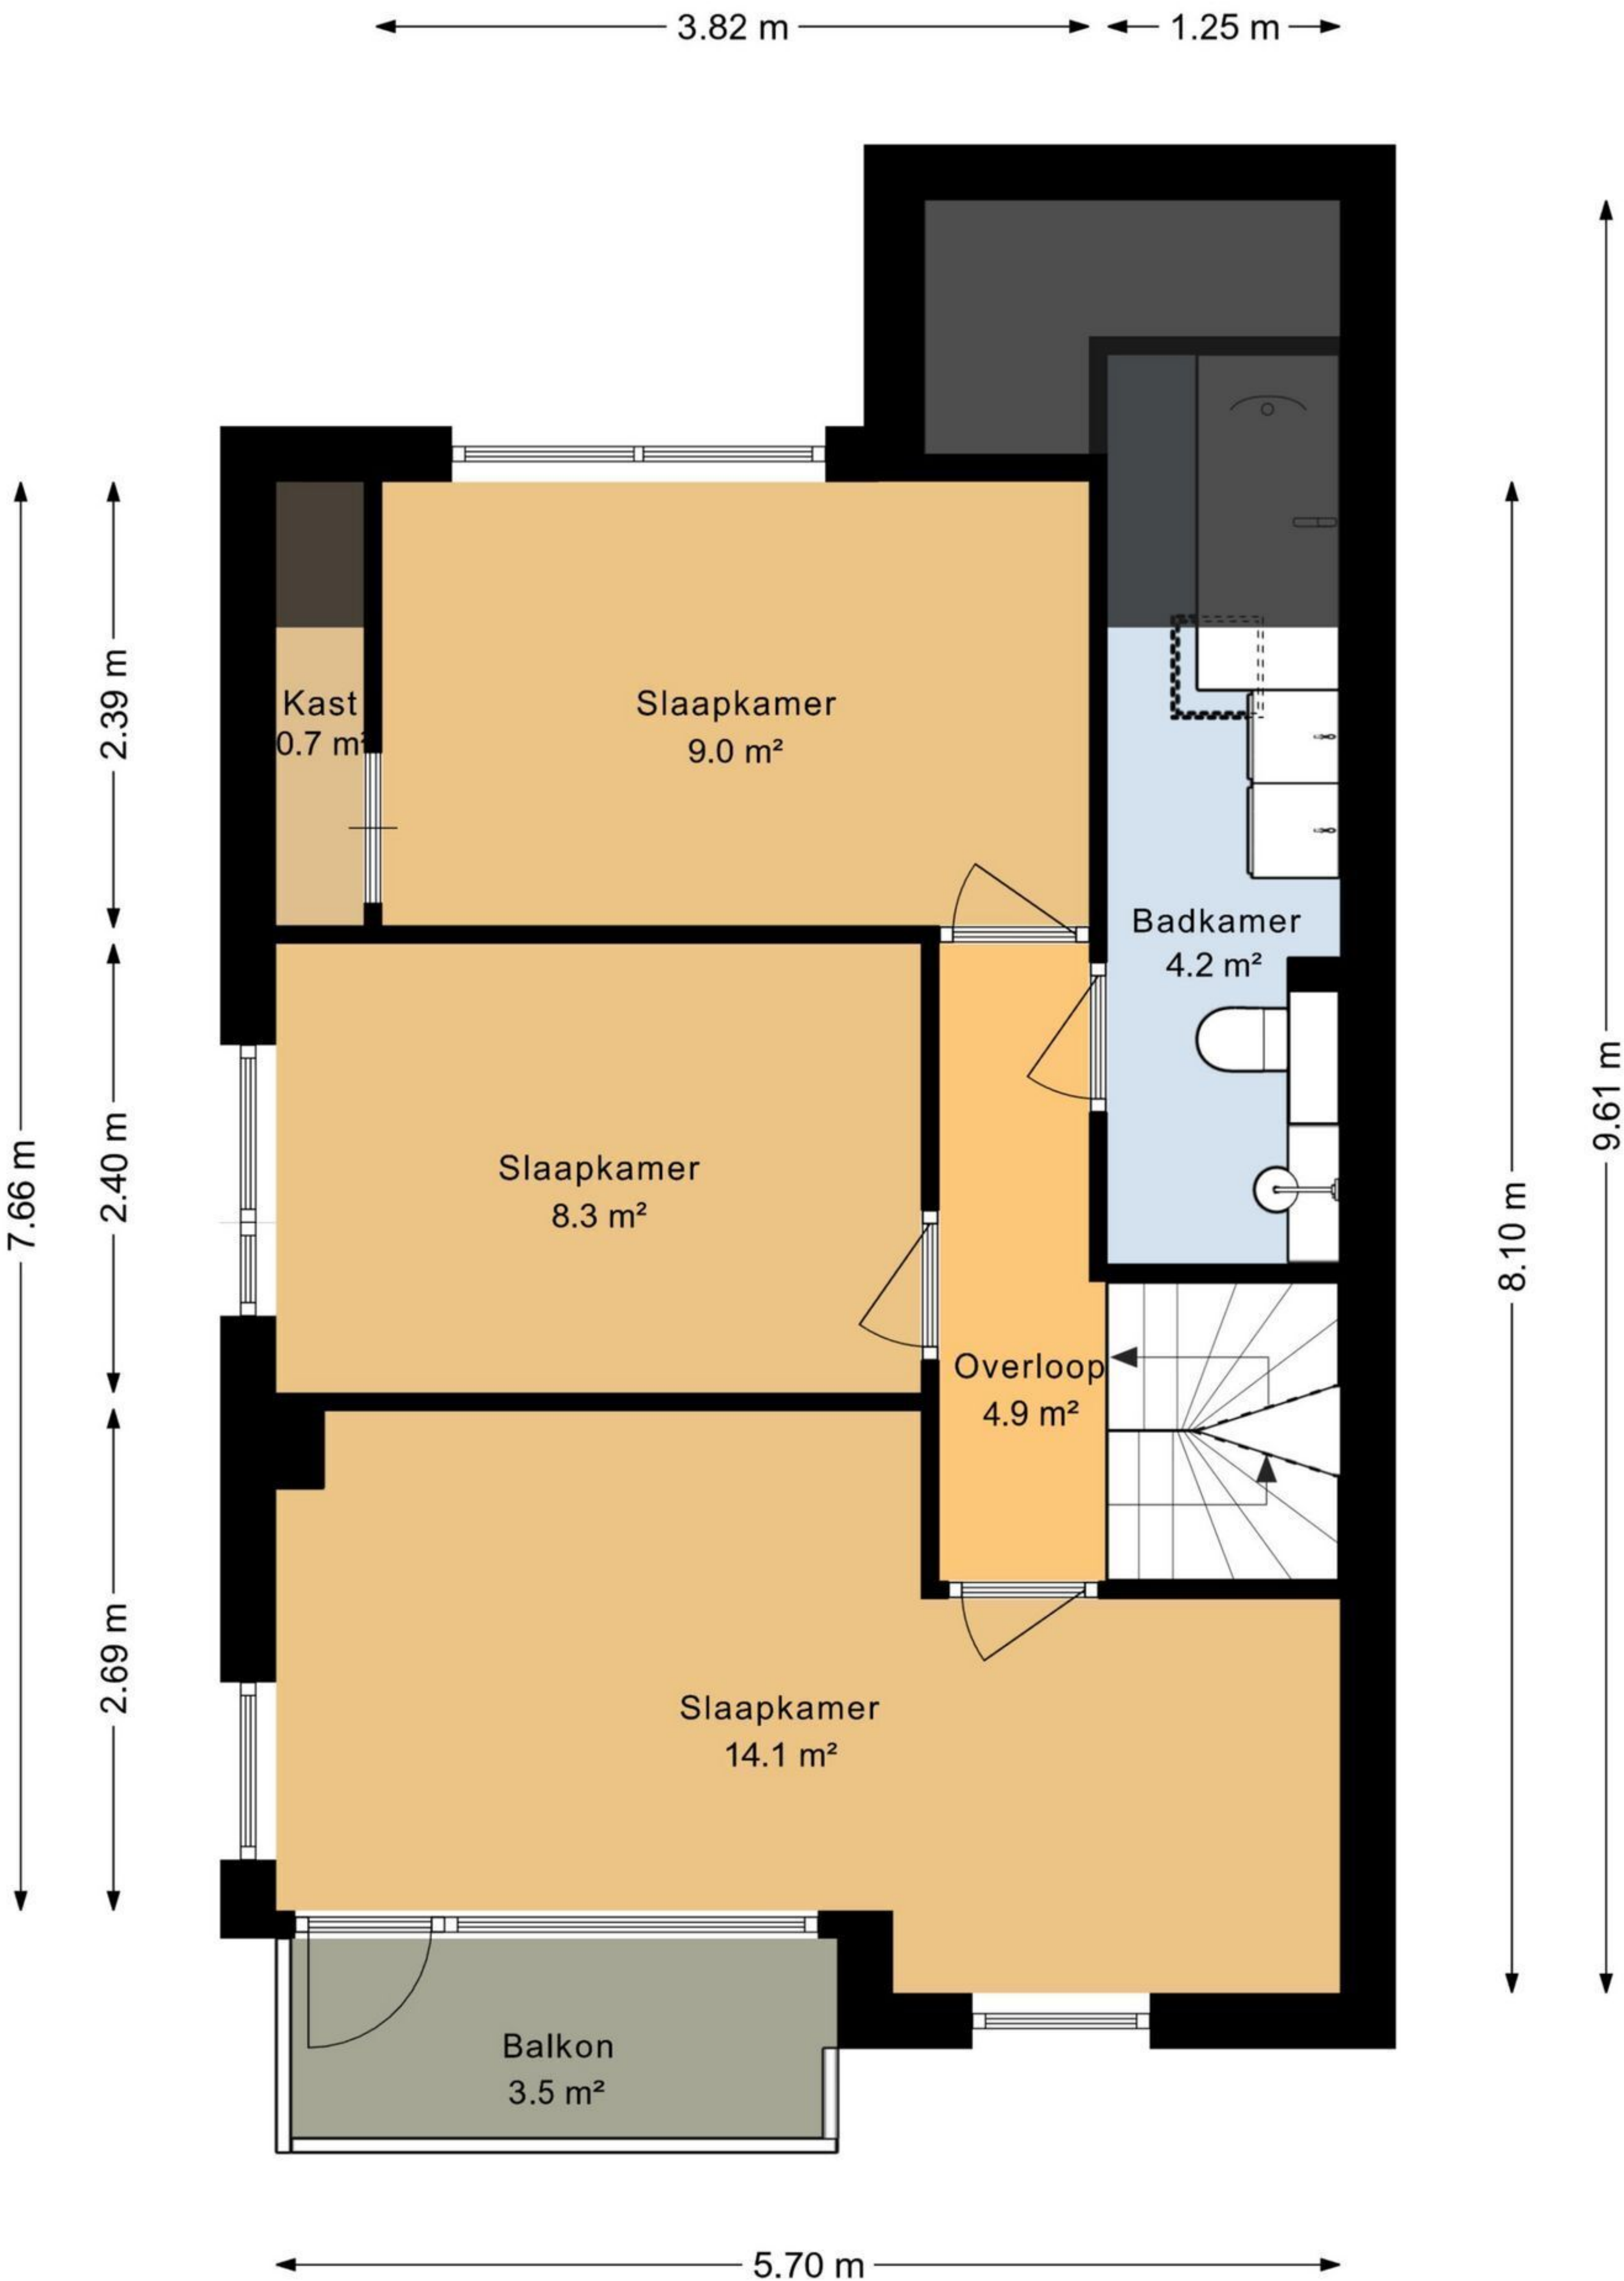 3.82 m
1.25 m
Kast
0.7 m²
Slaapkamer
9.0 m²
2.39 m
Badkamer
4.2 m²
9.61 m
7.66 m
2.40 m
Slaapkamer
8.3 m²
8.10 m
Overloop
4.9 m²
2.69 m
Slaapkamer
14.1 m²
Balkon
3.5 m²
5.70 m